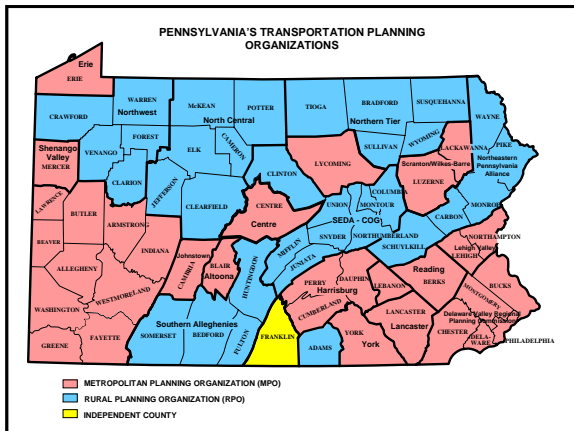 PENNSYLVANIA'S TRANSPORTATION PLANNING
ORGANIZATIONS
Erie
ERIE
CRAWFORD
WARREN
Northwest
McKEAN
POTTER
North Central
TIOGA
BRADFORD
SUSQUEHANNA
Northern Tier
WAYNE
FOREST
VENANGO
ELK
CAMERON
SULLIVAN
WYOMING
LACKAWANNA
PIKE
Shenango
Valley
MERCER
CLARION
JEFFERSON
CLEARFIELD
CLINTON
LYCOMING
Scranton/Wilkes-Barre
LUZERNE
Northeastern
Pennsylvania
Alliance
COLUMBIA
MONTOUR
UNION
MONROE
CARBON
LAWRENCE
BUTLER
ARMSTRONG
CENTRE
Centre
SEDA - COG
SNYDER
NORTHUMBERLAND
SCHUYLKILL
NORTHAMPTON
Lehigh Valley
LEHIGH
BEAVER
INDIANA
Johnstown
CAMBRIA
BLAIR
Altoona
HUNTINGDON
MIFFLIN
JUNIATA
ALLEGHENY
WESTMORELAND
PERRY
DAUPHIN
Harrisburg
LEBANON
Reading
BERKS
BUCKS
MONTGOMERY
CUMBERLAND
WASHINGTON
FAYETTE
GREENE
Southern Alleghenies
SOMERSET
BEDFORD
FULTON
FRANKLIN
ADAMS
YORK
York
LANCASTER
Lancaster
CHESTER
Delaware Valley Regional
Planning Commission
DELA-
WARE
PHILADELPHIA
METROPOLITAN PLANNING ORGANIZATION (MPO)
RURAL PLANNING ORGANIZATION (RPO)
INDEPENDENT COUNTY